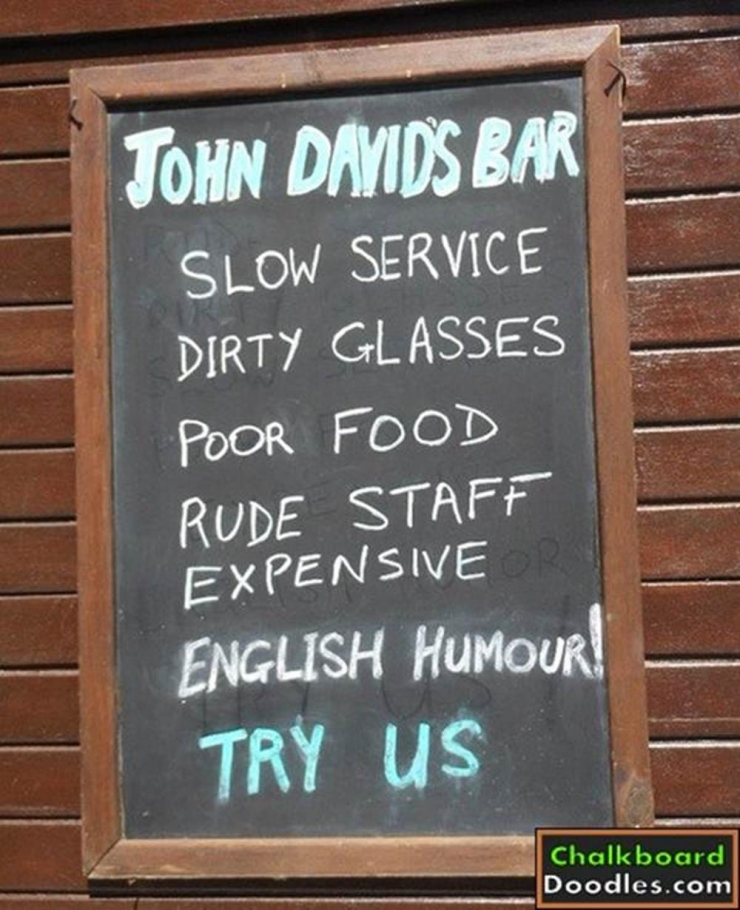 JOHN DAVID'S BAR
SLOW SERVICE
DIRTY GLASSES
POOR FOOD
RUDE STAFF
EXPENSIVE
ENGLISH HUMOUR!
TRY US
Chalkboard
Doodles.com